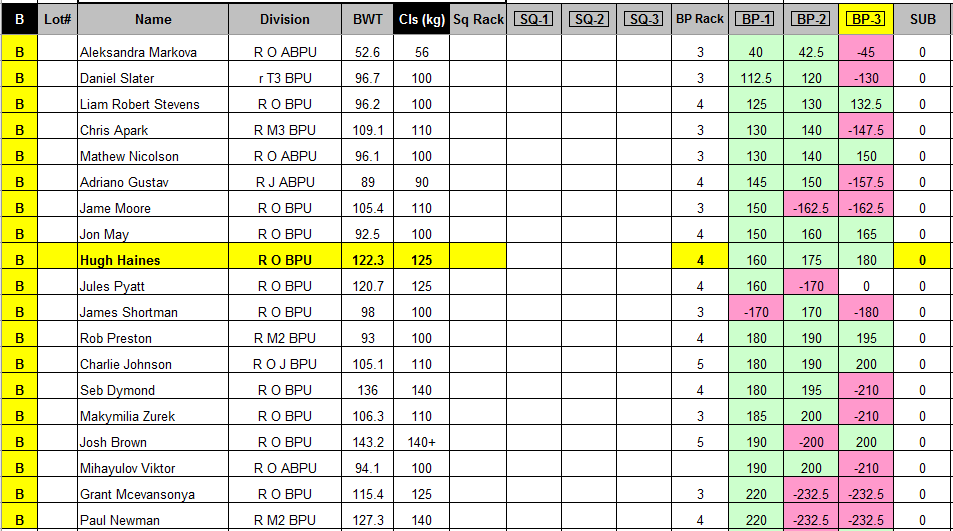 B Lot# Name Division BWT Cls (kg) Sq Rack SQ-1 SQ-2 SQ-3 BP Rack BP-1 BP-2 BP-3 SUB
B Aleksandra Markova R O ABPU 52.6 56 3 40 42.5 -45 0
B Daniel Slater r T3 BPU 96.7 100 3 112.5 120 -130 0
B Liam Robert Stevens R O BPU 96.2 100 4 125 130 132.5 0
B Chris Apark R M3 BPU 109.1 110 3 130 140 -147.5 0
B Mathew Nicolson R O ABPU 96.1 100 3 130 140 150 0
B Adriano Gustav R J ABPU 89 90 4 145 150 -157.5 0
B Jame Moore R O BPU 105.4 110 3 150 -162.5 -162.5 0
B Jon May R O BPU 92.5 100 4 150 160 165 0
B Hugh Haines R O BPU 122.3 125 4 160 175 180 0
B Jules Pyatt R O BPU 120.7 125 4 160 -170 0 0
B James Shortman R O BPU 98 100 3 -170 170 -180 0
B Rob Preston R M2 BPU 93 100 4 180 190 195 0
B Charlie Johnson R O J BPU 105.1 110 5 180 190 200 0
B Seb Dymond R O BPU 136 140 4 180 195 -210 0
B Makymilia Zurek R O BPU 106.3 110 3 185 200 -210 0
B Josh Brown R O BPU 143.2 140+ 5 190 -200 200 0
B Mihayulov Viktor R O ABPU 94.1 100 190 200 -210 0
B Grant Mcevansonya R O BPU 115.4 125 3 220 -232.5 -232.5 0
B Paul Newman R M2 BPU 127.3 140 4 220 -232.5 -232.5 0